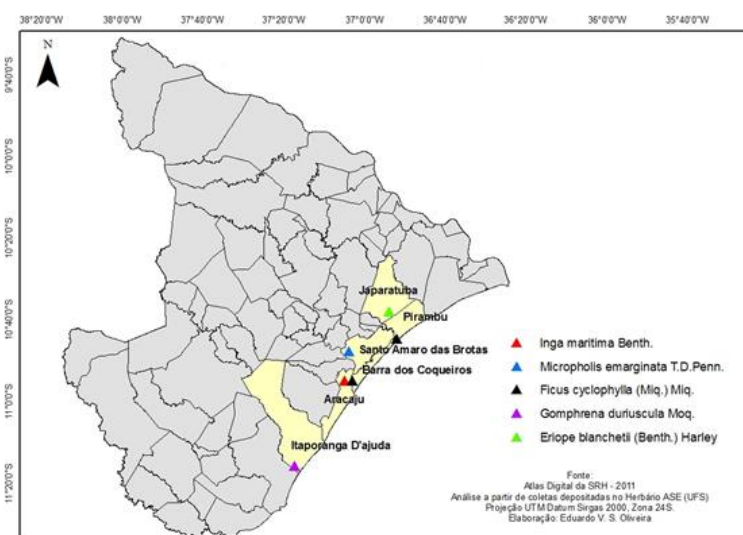 38°20'0"W 38°0'0"W 37°40'0"W 37°20'0"W 37°0'0"W 36°40'0"W 36°20'0"W 36°0'0"W 35°40'0"W
N
9°40'0"S
10°0'0"S
10°20'0"S
10°40'0"S
11°0'0"S
11°20'0"S
Japaratuba
Pirambu
Santo Amaro das Brotas
Barra dos Coqueiros
Aracaju
Itaporanga D'ajuda
Inga maritima Benth.
Micropholis emarginata T.D.Penn.
Ficus cyclophylla (Miq.) Miq.
Gomphrena duriuscula Moq.
Eriope blanchetii (Benth.) Harley
Fonte:
Atlas Digital da SRH - 2011
Análise a partir de coletas depositadas no Herbário ASE (UFS)
Projeção UTM Datum Sirgas 2000, Zona 24S.
Elaboração: Eduardo V. S. Oliveira